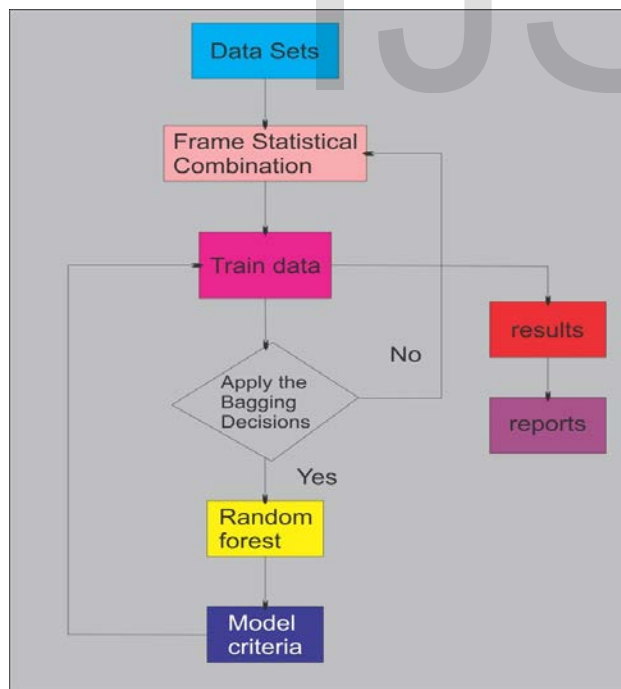 Data Sets
Frame Statistical
Combination
Train data
results
No
Apply the
Bagging
Decisions
reports
Yes
Random
forest
Model
criteria